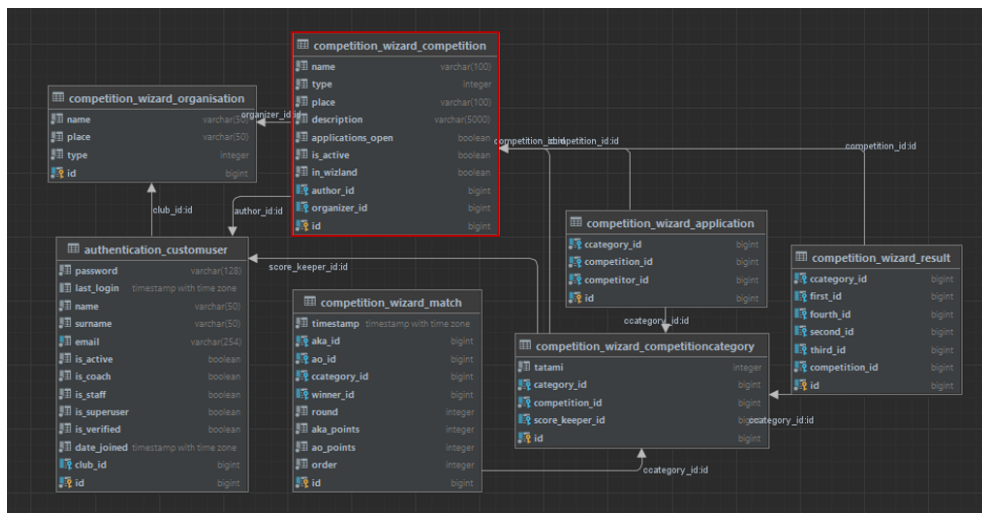 competition_wizard_competition
name varchar(100)
type integer
place varchar(100)
description varchar(5000)
applications_open boolean
is_active boolean
in_wizland boolean
author_id bigint
organizer_id bigint
id bigint
competition_wizard_organisation
name varchar(50)
place varchar(50)
type integer
id bigint
organizer_id:id
club_id:id
author_id:id
competition_id:id
competition_id:id
competition_id:id
authentication_customuser
password varchar(128)
last_login timestamp with time zone
name varchar(50)
surname varchar(50)
email varchar(254)
is_active boolean
is_coach boolean
is_staff boolean
is_superuser boolean
is_verified boolean
date_joined timestamp with time zone
club_id bigint
id bigint
score_keeper_id:id
competition_wizard_match
timestamp timestamp with time zone
aka_id bigint
ao_id bigint
ccategory_id bigint
winner_id bigint
round integer
aka_points integer
ao_points integer
order integer
id bigint
competition_wizard_application
ccategory_id bigint
competition_id bigint
competitor_id bigint
id bigint
ccategory_id:id
competition_wizard_competitioncategory
tatami integer
category_id bigint
competition_id bigint
score_keeper_id bigint
id bigint
competition_wizard_result
ccategory_id bigint
first_id bigint
fourth_id bigint
second_id bigint
third_id bigint
competition_id bigint
id bigint
ccategory_id:id
ccategory_id:id